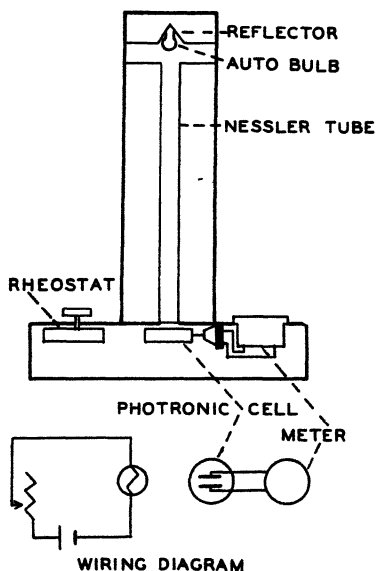 REFLECTOR
AUTO BULB
NESSLER TUBE
RHEOSTAT
PHOTRONIC CELL
METER
WIRING DIAGRAM